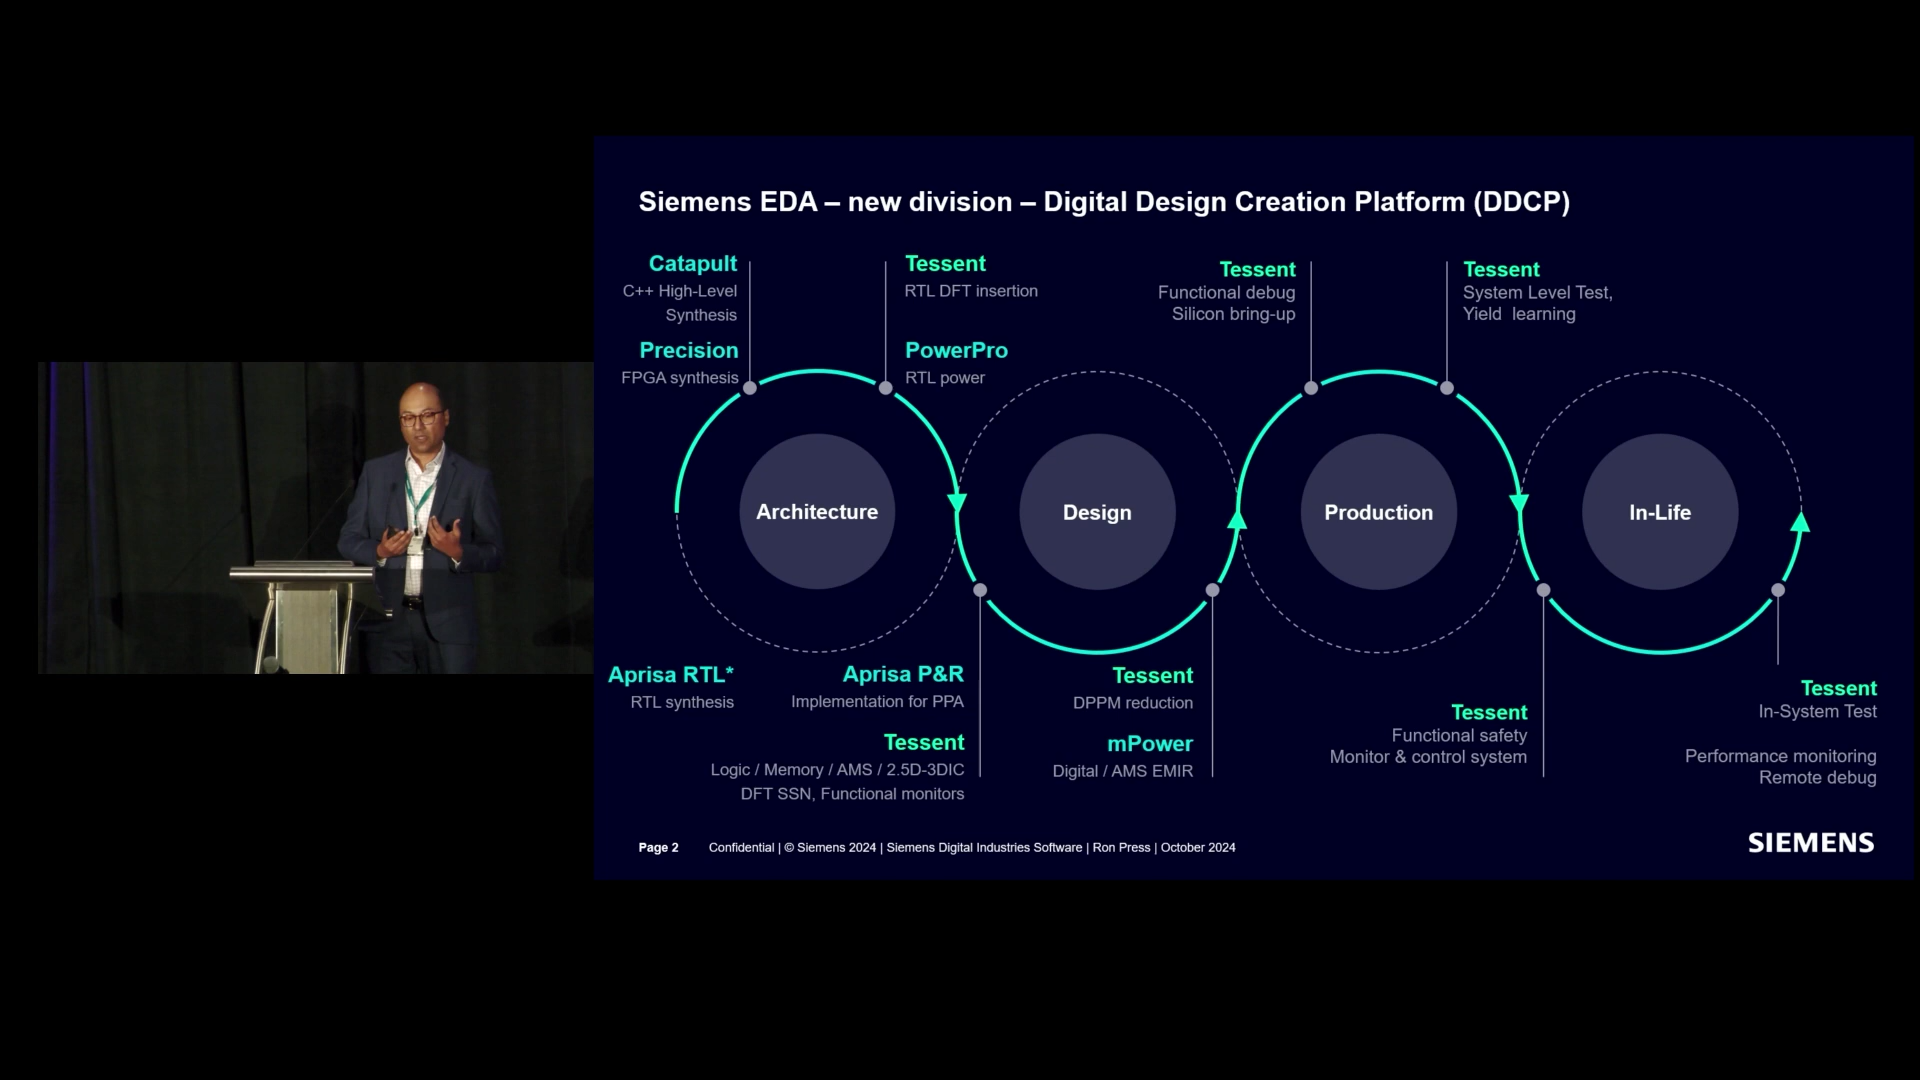 Siemens EDA – new division – Digital Design Creation Platform (DDCP)
Catapult
C++ High-Level
Synthesis
Precision
FPGA synthesis
Tessent
RTL DFT insertion
PowerPro
RTL power
Tessent
Functional debug
Silicon bring-up
Tessent
System Level Test,
Yield learning
Architecture
Design
Production
In-Life
Aprisa RTL*
RTL synthesis
Aprisa P&R
Implementation for PPA
Tessent
Logic / Memory / AMS / 2.5D-3DIC
DFT SSN, Functional monitors
Tessent
DPPM reduction
mPower
Digital / AMS EMIR
Tessent
Functional safety
Monitor & control system
Tessent
In-System Test
Performance monitoring
Remote debug
Page 2 Confidential | © Siemens 2024 | Siemens Digital Industries Software | Ron Press | October 2024
SIEMENS